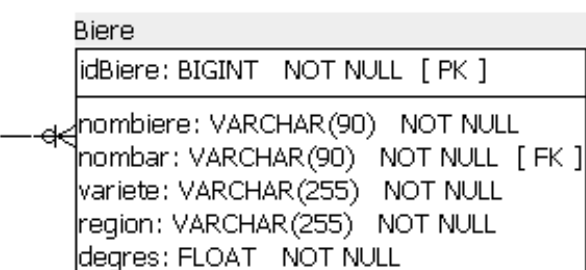 Biere
idBiere: BIGINT NOT NULL [ PK ]
nombiere: VARCHAR(90) NOT NULL
nombar: VARCHAR(90) NOT NULL [ FK ]
variete: VARCHAR(255) NOT NULL
region: VARCHAR(255) NOT NULL
degres: FLOAT NOT NULL